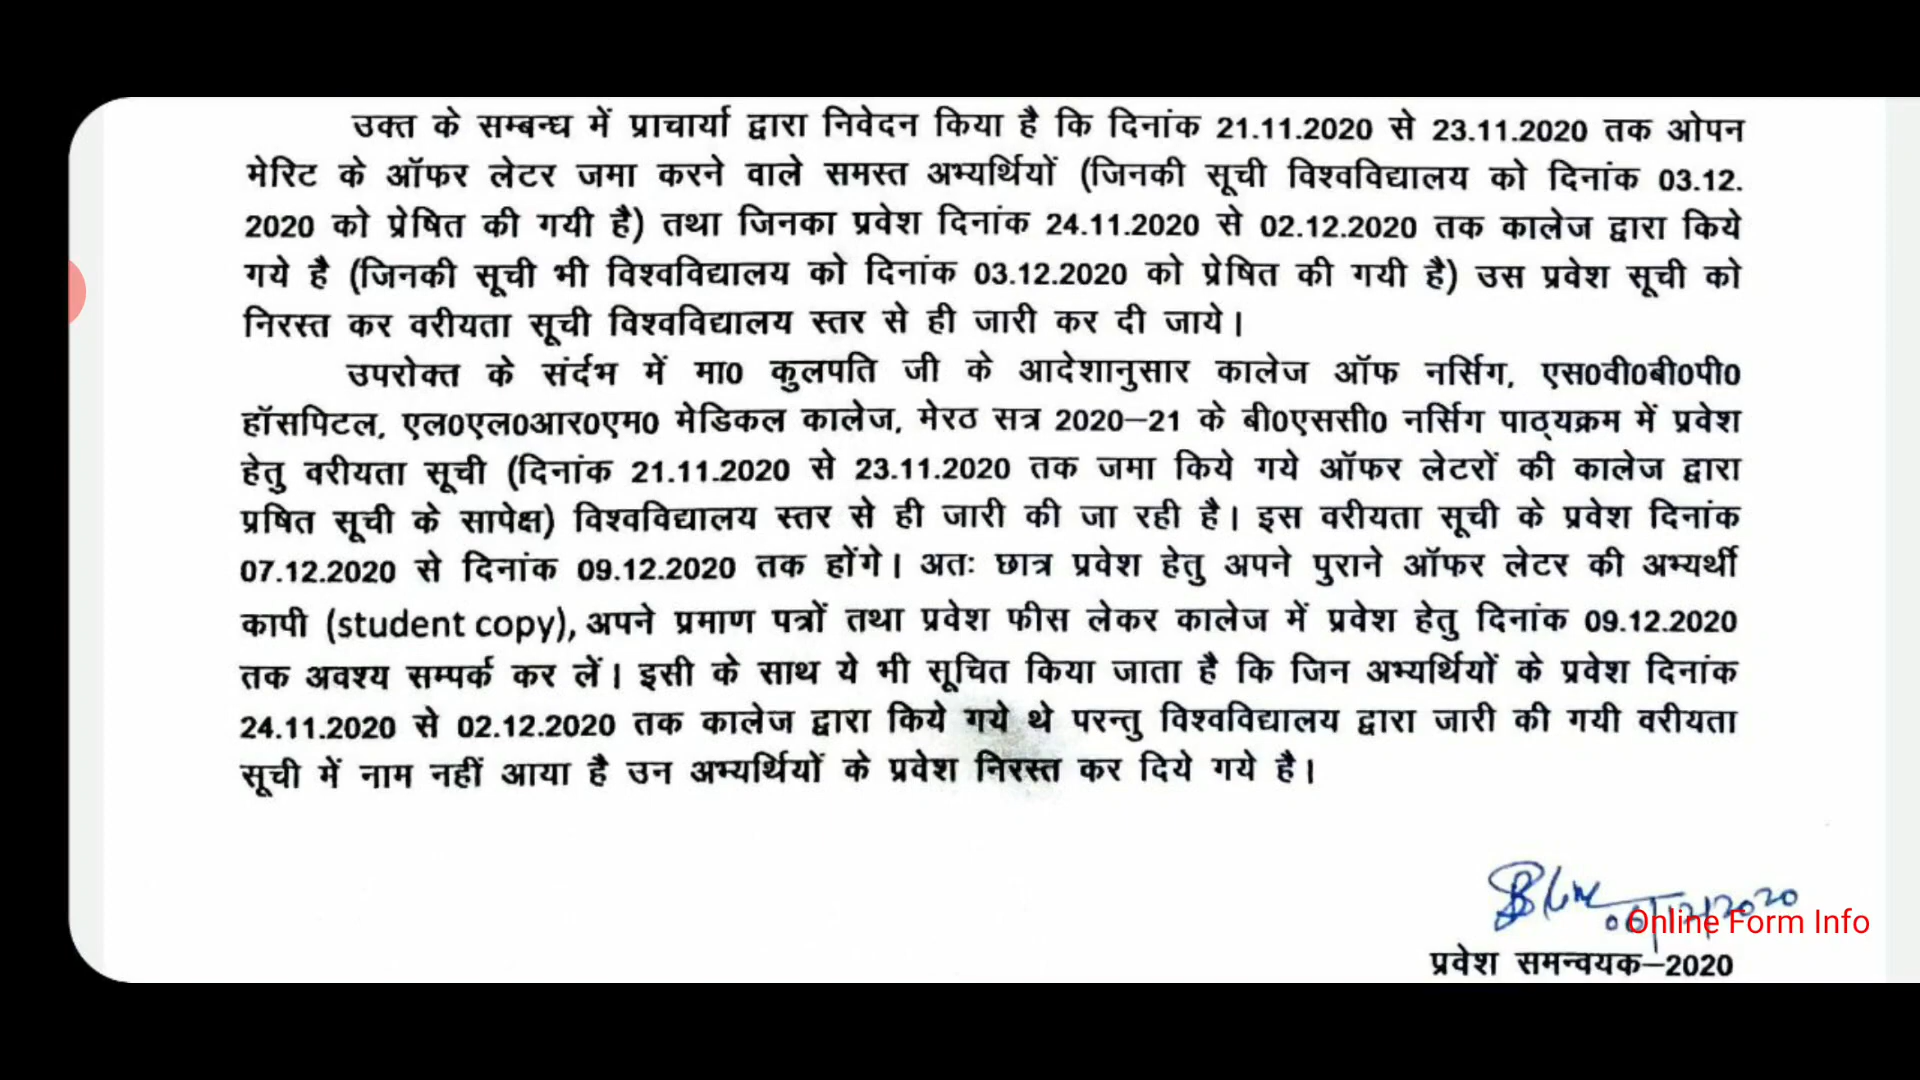 उक्त के सम्बन्ध में प्राचार्या द्वारा निवेदन किया है कि दिनांक 21.11.2020 से 23.11.2020 तक ओपन
मेरिट के ऑफर लेटर जमा करने वाले समस्त अभ्यर्थियों (जिनकी सूची विश्वविद्यालय को दिनांक 03.12.
2020 को प्रेषित की गयी है) तथा जिनका प्रवेश दिनांक 24.11.2020 से 02.12.2020 तक कालेज द्वारा किये
गये है (जिनकी सूची भी विश्वविद्यालय को दिनांक 03.12.2020 को प्रेषित की गयी है) उस प्रवेश सूची को
निरस्त कर वरीयता सूची विश्वविद्यालय स्तर से ही जारी कर दी जाये।
उपरोक्त के संर्दभ में मा0 कुलपति जी के आदेशानुसार कालेज ऑफ नर्सिग, एस0वी0बी0पी0
हॉसपिटल, एल0एल0आर0एम0 मेडिकल कालेज, मेरठ सत्र 2020–21 के बी0एससी0 नर्सिग पाठ्यक्रम में प्रवेश
हेतु वरीयता सूची (दिनांक 21.11.2020 से 23.11.2020 तक जमा किये गये ऑफर लेटरों की कालेज द्वारा
प्रषित सूची के सापेक्ष) विश्वविद्यालय स्तर से ही जारी की जा रही है। इस वरीयता सूची के प्रवेश दिनांक
07.12.2020 से दिनांक 09.12.2020 तक होंगे। अतः छात्र प्रवेश हेतु अपने पुराने ऑफर लेटर की अभ्यर्थी
कापी (student copy), अपने प्रमाण पत्रों तथा प्रवेश फीस लेकर कालेज में प्रवेश हेतु दिनांक 09.12.2020
तक अवश्य सम्पर्क कर लें। इसी के साथ ये भी सूचित किया जाता है कि जिन अभ्यर्थियों के प्रवेश दिनांक
24.11.2020 से 02.12.2020 तक कालेज द्वारा किये गये थे परन्तु विश्वविद्यालय द्वारा जारी की गयी वरीयता
सूची में नाम नहीं आया है उन अभ्यर्थियों के प्रवेश निरस्त कर दिये गये है।
Online Form Info
प्रवेश समन्वयक–2020